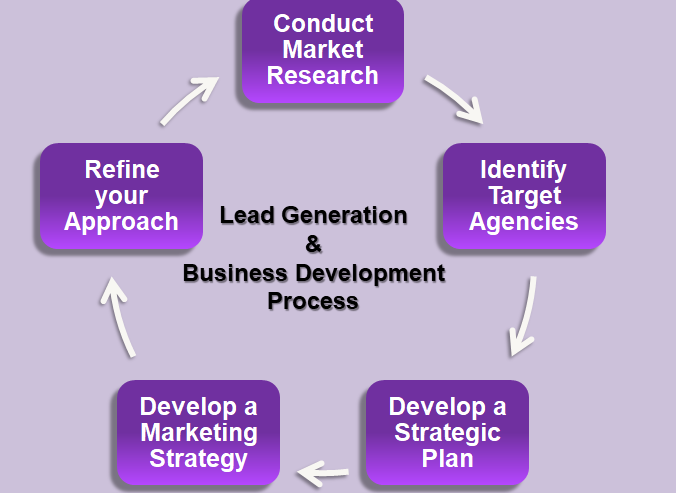 Conduct
Market
Research
Identify
Target
Agencies
Develop a
Strategic
Plan
Develop a
Marketing
Strategy
Refine
your
Approach
Lead Generation
&
Business Development
Process